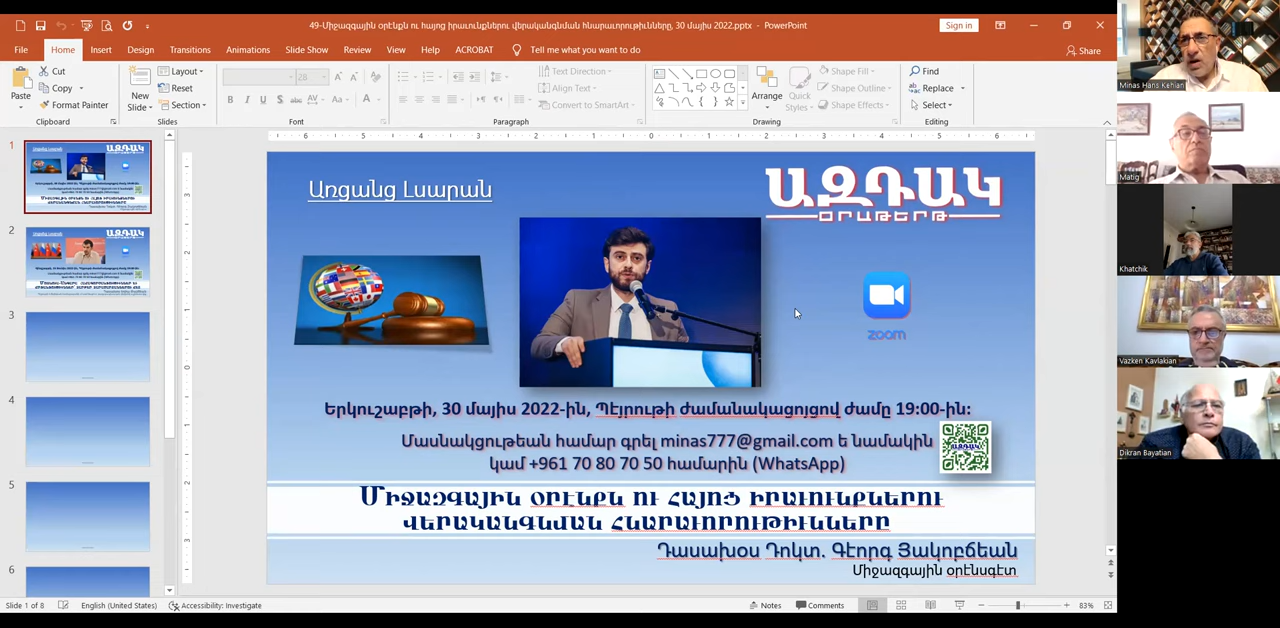 49-Միջազգային օրէնքն ու հայոց իրաւունքներու վերականգնման հնարաւորութիւնները, 30 մայիս 2022.pptx - PowerPoint
Sign in
File Home Insert Design Transitions Animations Slide Show Review View Help ACROBAT Tell me what you want to do
Share
Paste
Cut
Copy
Format Painter
New Slide
Layout
Reset
Section
28
Text Direction
Align Text
Convert to SmartArt
Arrange
Quick Styles
Shape Fill
Shape Outline
Shape Effects
Find
Replace
Select
Clipboard Slides Font Paragraph Drawing Editing
1
2
3
4
5
6
Առցանց Լսարան
ԱԶԴԱԿ
ՕՐԱԹԵՐԹ
zoom
Երկուշաբթի, 30 մայիս 2022-ին, Պէյրութի ժամանակացոյցով ժամը 19:00-ին:
Մասնակցութեան համար գրել minas777@gmail.com ե նամակին
կամ +961 70 80 70 50 համարին (WhatsApp)
Միջազգային օրէնքն ու Հայոց իրաւունքներու
վերականգնման հնարաւորութիւնները
Դասախօս Դոկտ. Գէորգ Յակոբճեան
Միջազգային օրէնսգէտ
Slide 1 of 8 English (United States) Accessibility: Investigate Notes Comments 83%
Minas Hans Kehian
Matig
Khatchik
Vazken Kavlakian
Dikran Bayatian